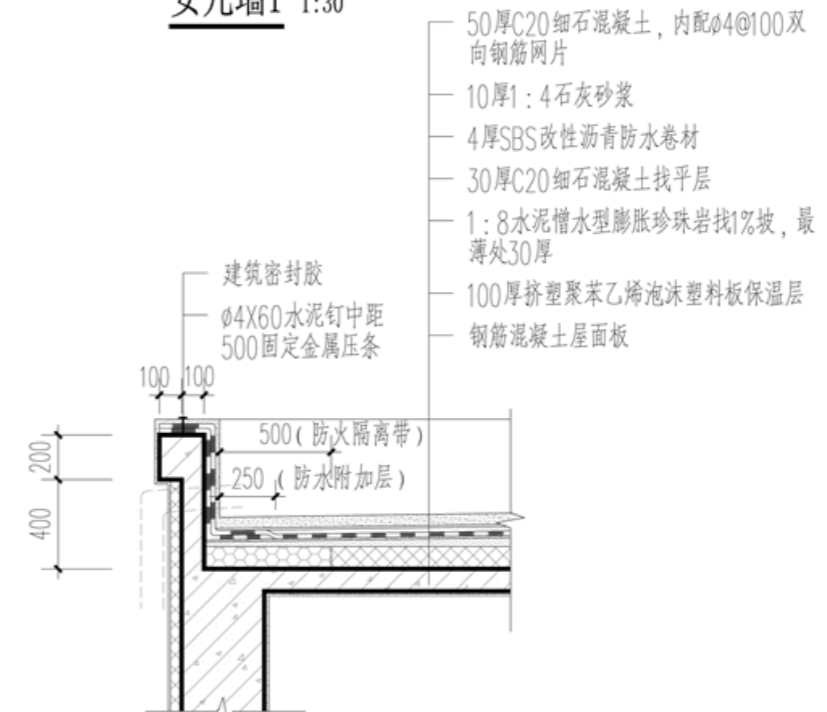 女儿墙1 1:30
50厚C20细石混凝土，内配ø4@100双
向钢筋网片
10厚1：4石灰砂浆
4厚SBS改性沥青防水卷材
30厚C20细石混凝土找平层
1：8水泥憎水型膨胀珍珠岩找1%坡，最
薄处30厚
100厚挤塑聚苯乙烯泡沫塑料板保温层
钢筋混凝土屋面板
建筑密封胶
ø4X60水泥钉中距
500固定金属压条
100 100
500（防火隔离带）
250（防水附加层）
200
400